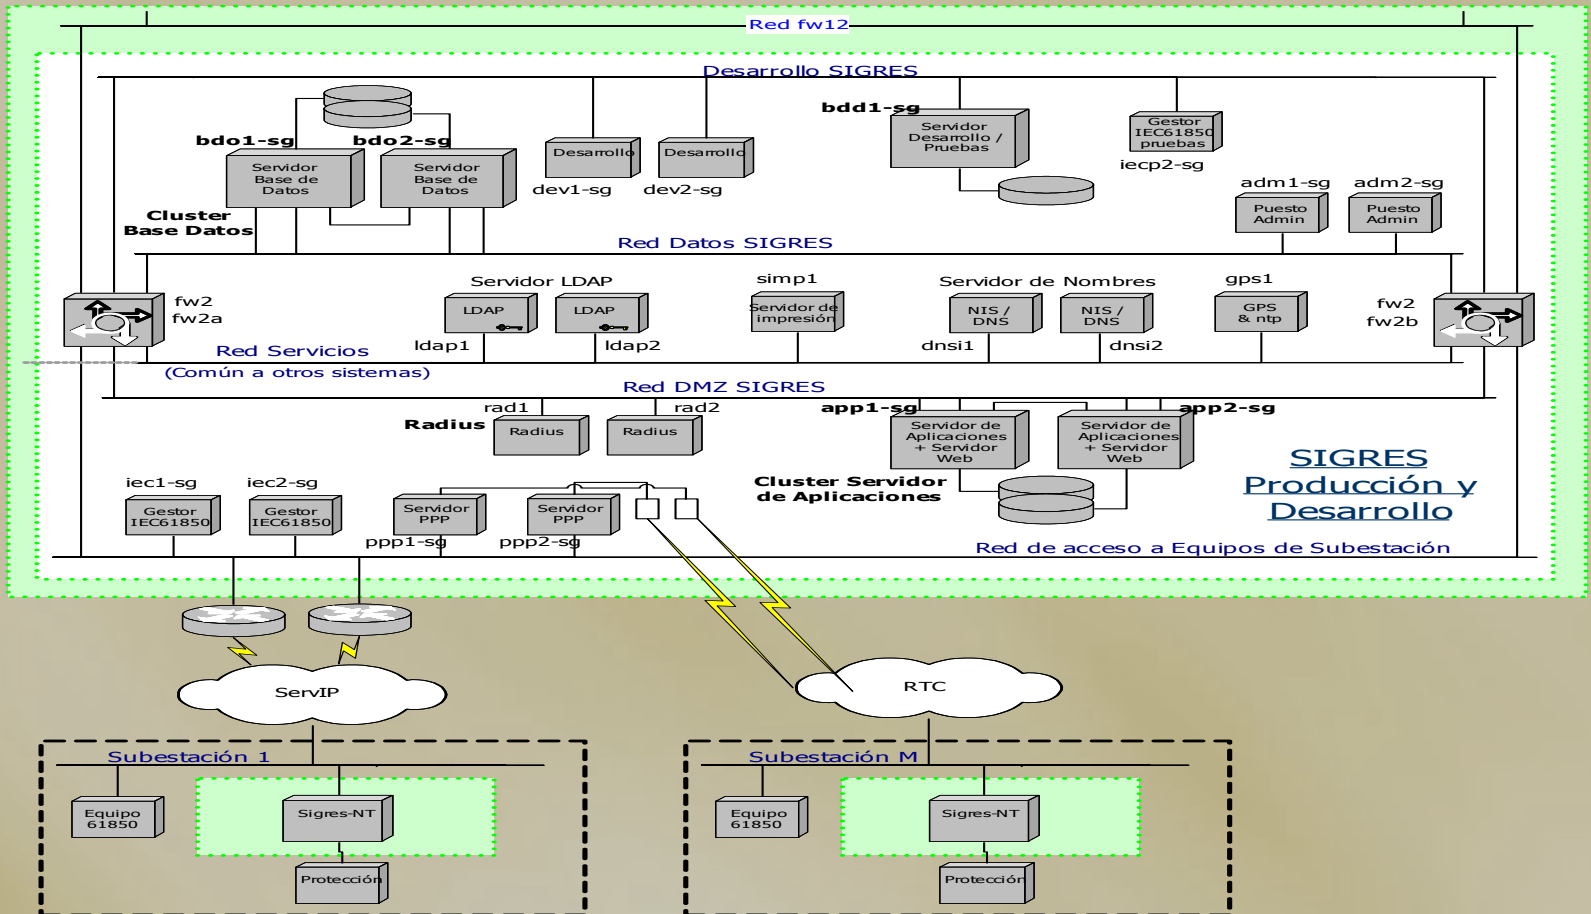 Red fw12
Desarrollo SIGRES
bdo1-sg
bdo2-sg
Servidor
Base de
Datos
Servidor
Base de
Datos
Cluster
Base Datos
Desarrollo
dev1-sg
Desarrollo
dev2-sg
bdd1-sg
Servidor
Desarrollo /
Pruebas
Gestor
IEC61850
pruebas
iecp2-sg
adm1-sg
Puesto
Admin
adm2-sg
Puesto
Admin
Red Datos SIGRES
fw2
fw2a
Servidor LDAP
LDAP
ldap1
LDAP
ldap2
simp1
Servidor de
impresión
Servidor de Nombres
NIS /
DNS
dnsi1
NIS /
DNS
dnsi2
gps1
GPS
& ntp
fw2
fw2b
Red Servicios
(Común a otros sistemas)
Red DMZ SIGRES
Radius
rad1
Radius
rad2
Radius
app1-sg
Servidor de
Aplicaciones
+ Servidor
Web
app2-sg
Servidor de
Aplicaciones
+ Servidor
Web
Cluster Servidor
de Aplicaciones
SIGRES
Producción y
Desarrollo
iec1-sg
Gestor
IEC61850
iec2-sg
Gestor
IEC61850
Servidor
PPP
ppp1-sg
Servidor
PPP
ppp2-sg
Red de acceso a Equipos de Subestación
ServIP
RTC
Subestación 1
Equipo
61850
Sigres-NT
Protección
Subestación M
Equipo
61850
Sigres-NT
Protección